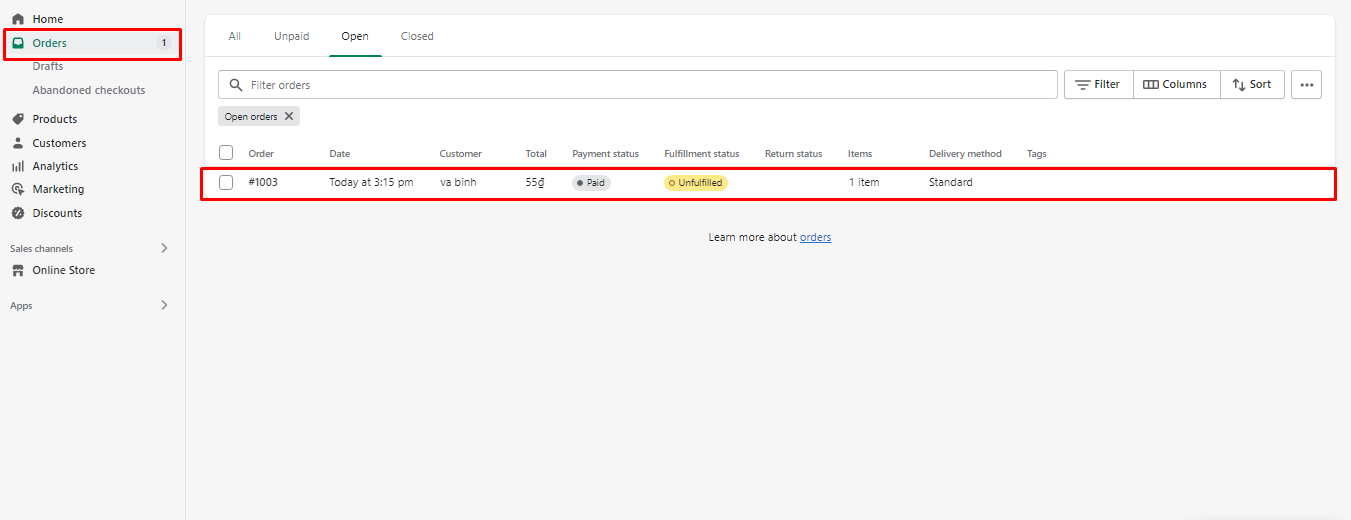 Home
Orders 1
Drafts
Abandoned checkouts
Products
Customers
Analytics
Marketing
Discounts
Sales channels
Online Store
Apps
All Unpaid Open Closed
Filter orders Filter Columns Sort
Open orders
Order Date Customer Total Payment status Fulfillment status Return status Items Delivery method Tags
#1003 Today at 3:15 pm va binh 55₫ Paid Unfulfilled 1 item Standard
Learn more about orders